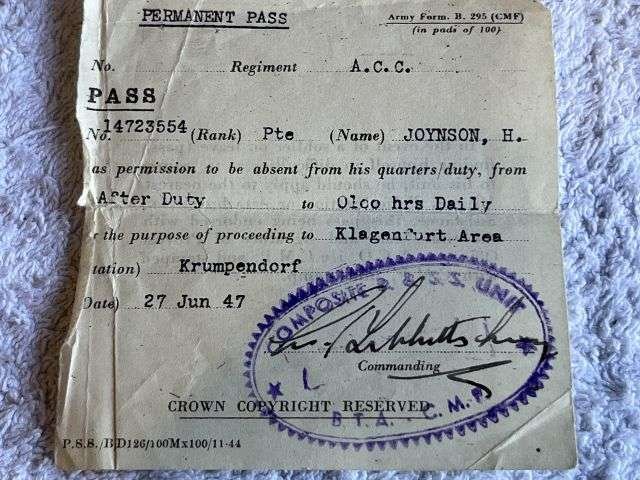 PERMANENT PASS
Army Form. B. 295 (CMF)
(in pads of 100)
No. Regiment A.C.C.
PASS
No. 14723554 (Rank) Pte (Name) JOYNSON, H.
as permission to be absent from his quarters/duty, from
After Duty to 0100 hrs Daily
the purpose of proceeding to Klagenfurt Area
tation) Krumpendorf
Date) 27 Jun 47
COMPOSITE & S.S. UNIT
Commanding
B.T.A. C.M.F.
CROWN COPYRIGHT RESERVED
P.S.S./BD126/100Mx100/11-44